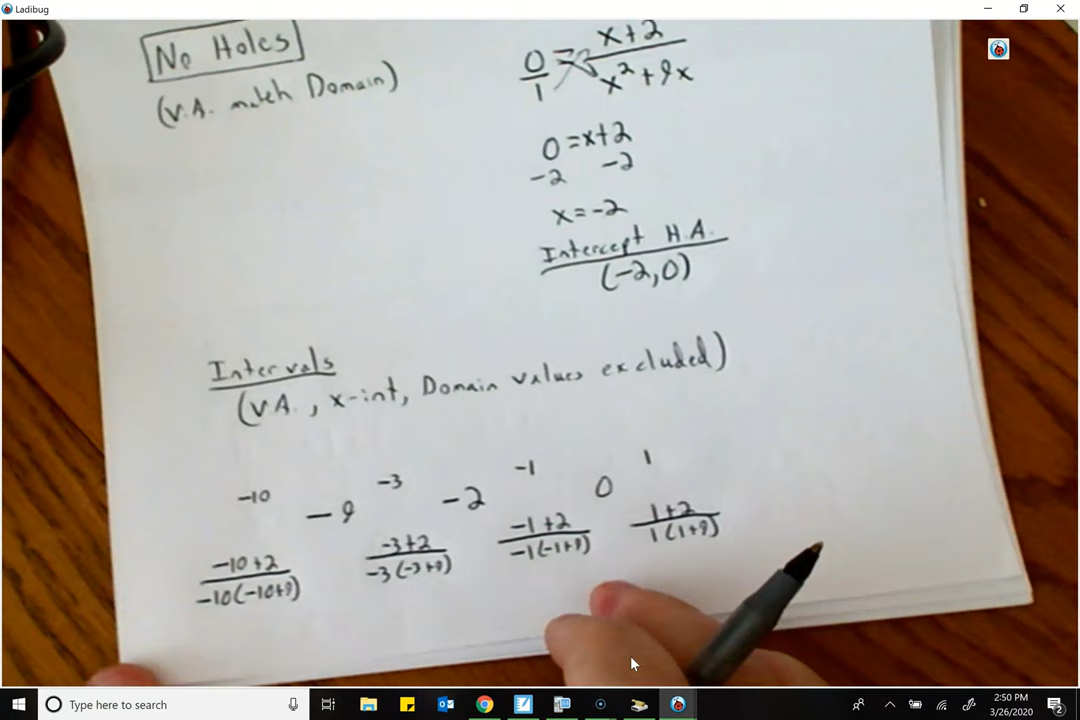 Ladibug
No Holes
(V.A. match Domain)
0/1 = x+2/x²+9x
0 = x+2
-2 -2
x = -2
Intercept H.A.
(-2,0)
Intervals
(V.A., x-int, Domain values excluded)
-10 -9 -3 -2 -1 0 1
-10+2/-10(-10+9) -3+2/-3(-3+9) -1+2/-1(-1+9) 1+2/1(1+9)
Type here to search
2:50 PM
3/26/2020
2